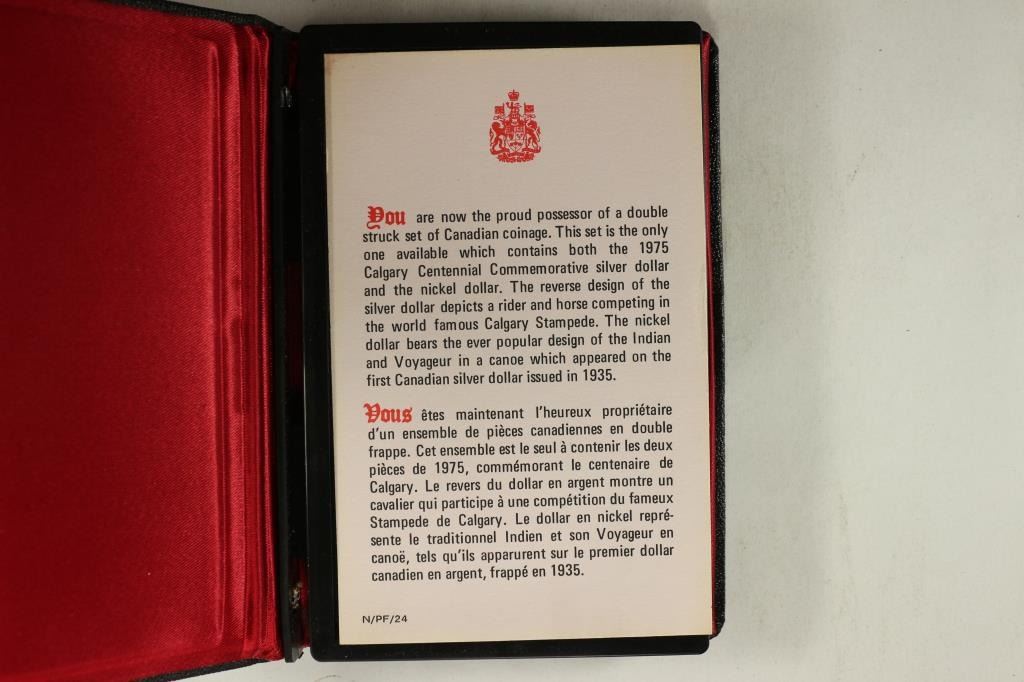 You are now the proud possessor of a double
struck set of Canadian coinage. This set is the only
one available which contains both the 1975
Calgary Centennial Commemorative silver dollar
and the nickel dollar. The reverse design of the
silver dollar depicts a rider and horse competing in
the world famous Calgary Stampede. The nickel
dollar bears the ever popular design of the Indian
and Voyageur in a canoe which appeared on the
first Canadian silver dollar issued in 1935.
Vous êtes maintenant l'heureux propriétaire
d'un ensemble de pièces canadiennes en double
frappe. Cet ensemble est le seul à contenir les deux
pièces de 1975, commémorant le centenaire de
Calgary. Le revers du dollar en argent montre un
cavalier qui participe à une compétition du fameux
Stampede de Calgary. Le dollar en nickel repré-
sente le traditionnel Indien et son Voyageur en
canoë, tels qu'ils apparurent sur le premier dollar
canadien en argent, frappé en 1935.
N/PF/24